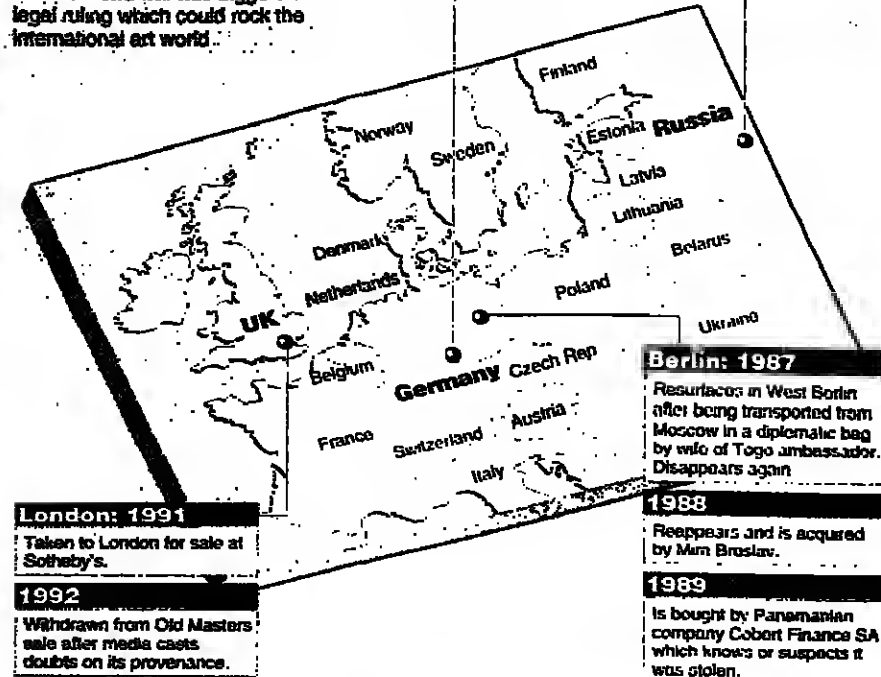 legal ruling which could rock the
international art world
Finland
Norway
Sweden
Estonia Russia
Latvia
Lithuania
Denmark
Belarus
Netherlands
Poland
UK
Ukraine
Belgium
Germany Czech Rep
France
Switzerland
Austria
Italy
Berlin: 1987
Resurfaces in West Berlin
after being transported from
Moscow in a diplomatic bag
by wife of Togo ambassador.
Disappears again
1988
Reappears and is acquired
by Breslav.
1989
Is bought by Panamanian
company Cobert Finance SA
which knows or suspects it
was stolen.
London: 1991
Taken to London for sale at
Sotheby's.
1992
Withdrawn from Old Masters
sale after media casts
doubts on its provenance.